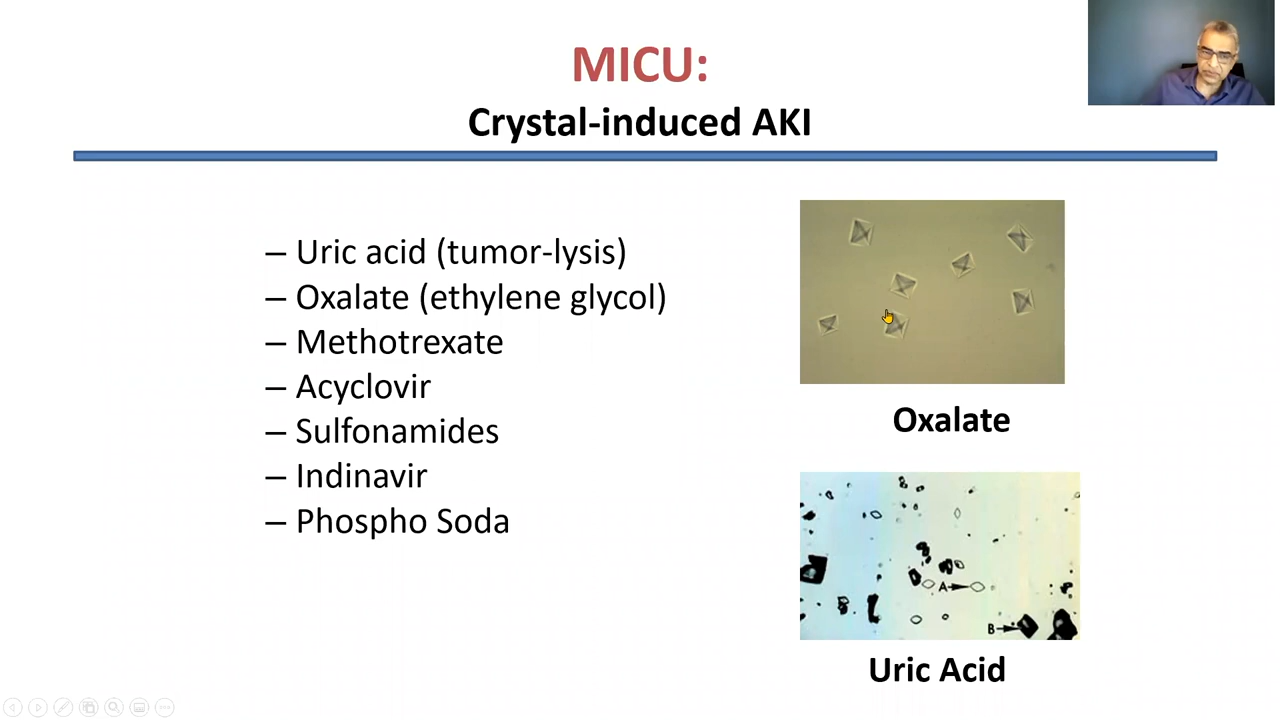 MICU:
Crystal-induced AKI
– Uric acid (tumor-lysis)
– Oxalate (ethylene glycol)
– Methotrexate
– Acyclovir
– Sulfonamides
– Indinavir
– Phospho Soda
Oxalate
A
B
Uric Acid